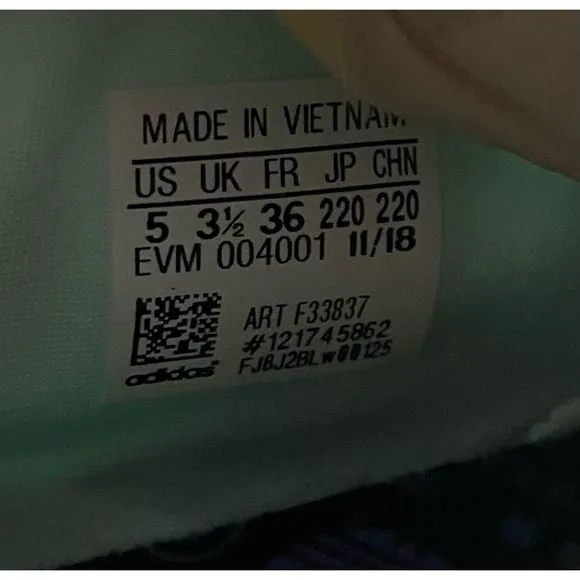 MADE IN VIETNAM
US UK FR JP CHN
5 3½ 36 220 220
EVM 004001 11/18
ART F33837
#121745862
FJ8J2BLw00125
adidas